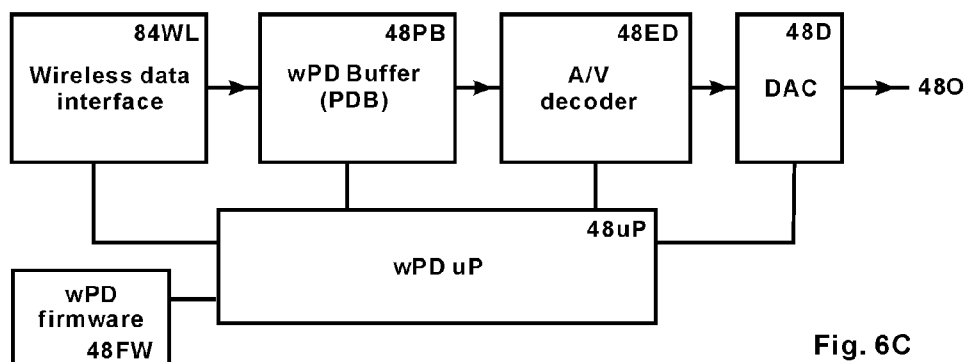 84WL
Wireless data
interface
48PB
wPD Buffer
(PDB)
48ED
A/V
decoder
48D
DAC
48O
48uP
wPD uP
wPD
firmware
48FW
Fig. 6C